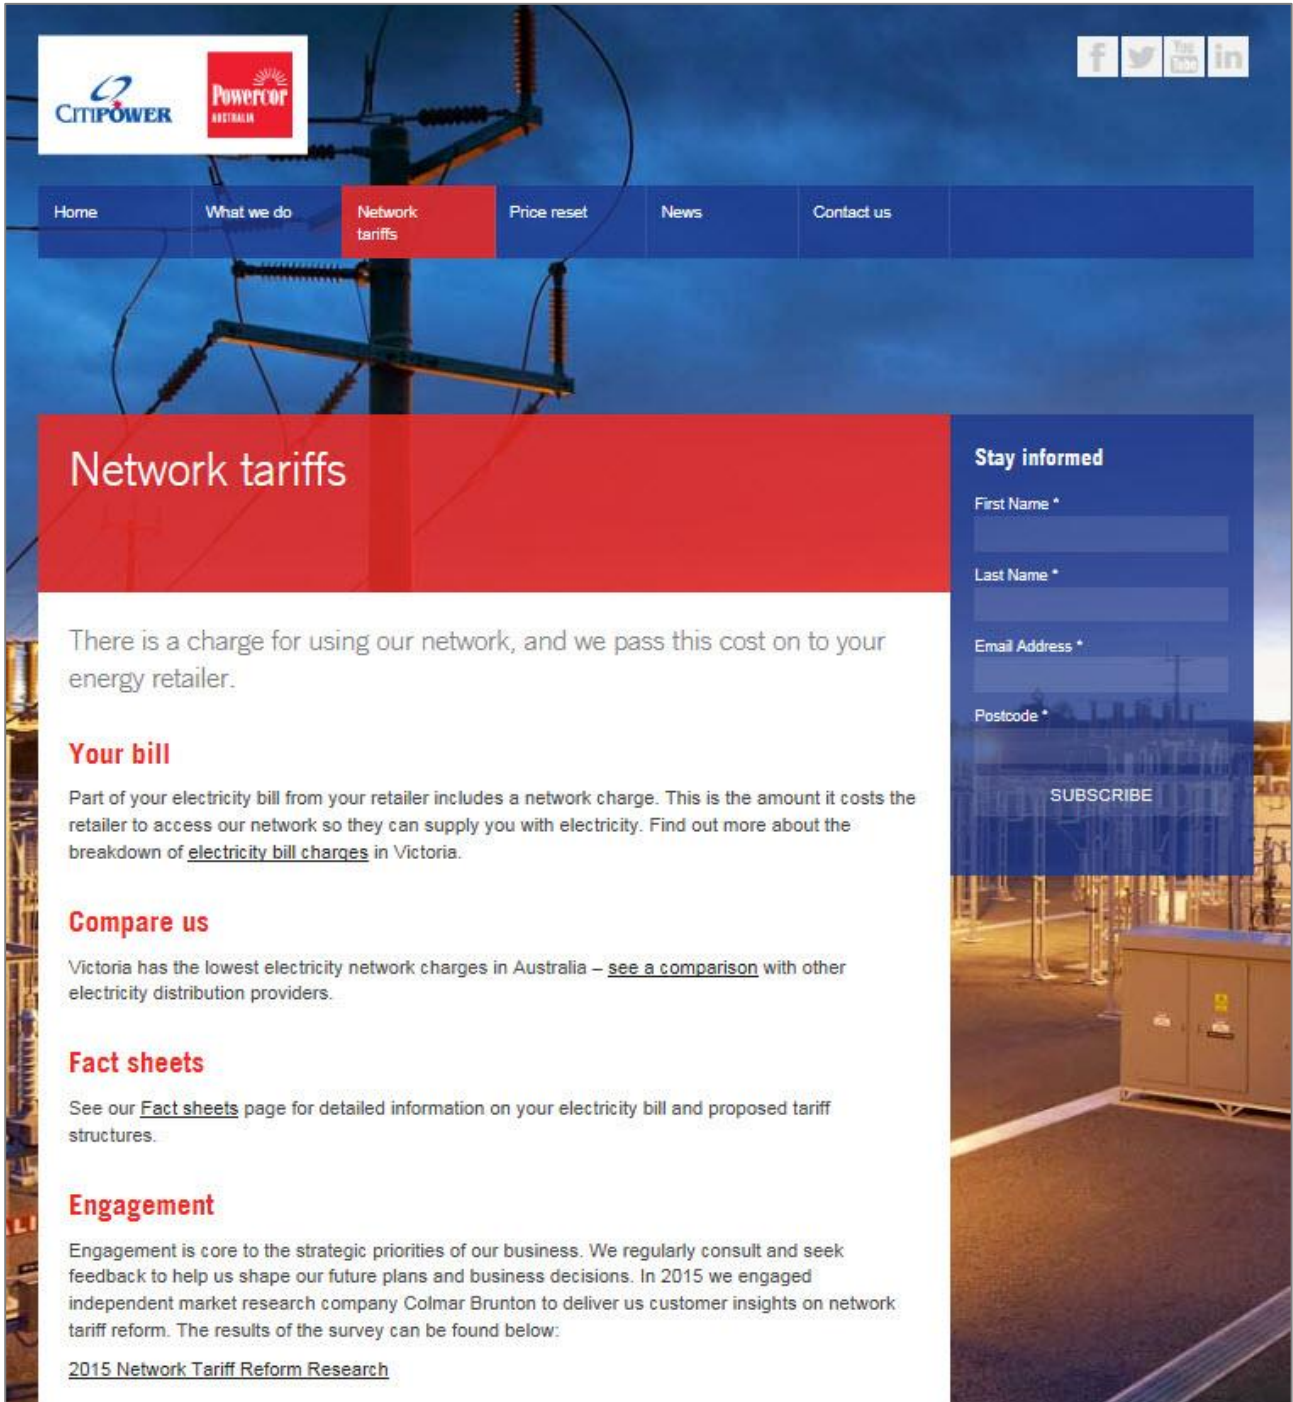 CITIPOWER
Powercor
AUSTRALIA
You
Tube
Home
What we do
Network
tariffs
Price reset
News
Contact us
Network tariffs
There is a charge for using our network, and we pass this cost on to your
energy retailer.
Your bill
Part of your electricity bill from your retailer includes a network charge. This is the amount it costs the
retailer to access our network so they can supply you with electricity. Find out more about the
breakdown of electricity bill charges in Victoria.
Compare us
Victoria has the lowest electricity network charges in Australia – see a comparison with other
electricity distribution providers.
Fact sheets
See our Fact sheets page for detailed information on your electricity bill and proposed tariff
structures.
Engagement
Engagement is core to the strategic priorities of our business. We regularly consult and seek
feedback to help us shape our future plans and business decisions. In 2015 we engaged
independent market research company Colmar Brunton to deliver us customer insights on network
tariff reform. The results of the survey can be found below:
2015 Network Tariff Reform Research
Stay informed
First Name *
Last Name *
Email Address *
Postcode *
SUBSCRIBE